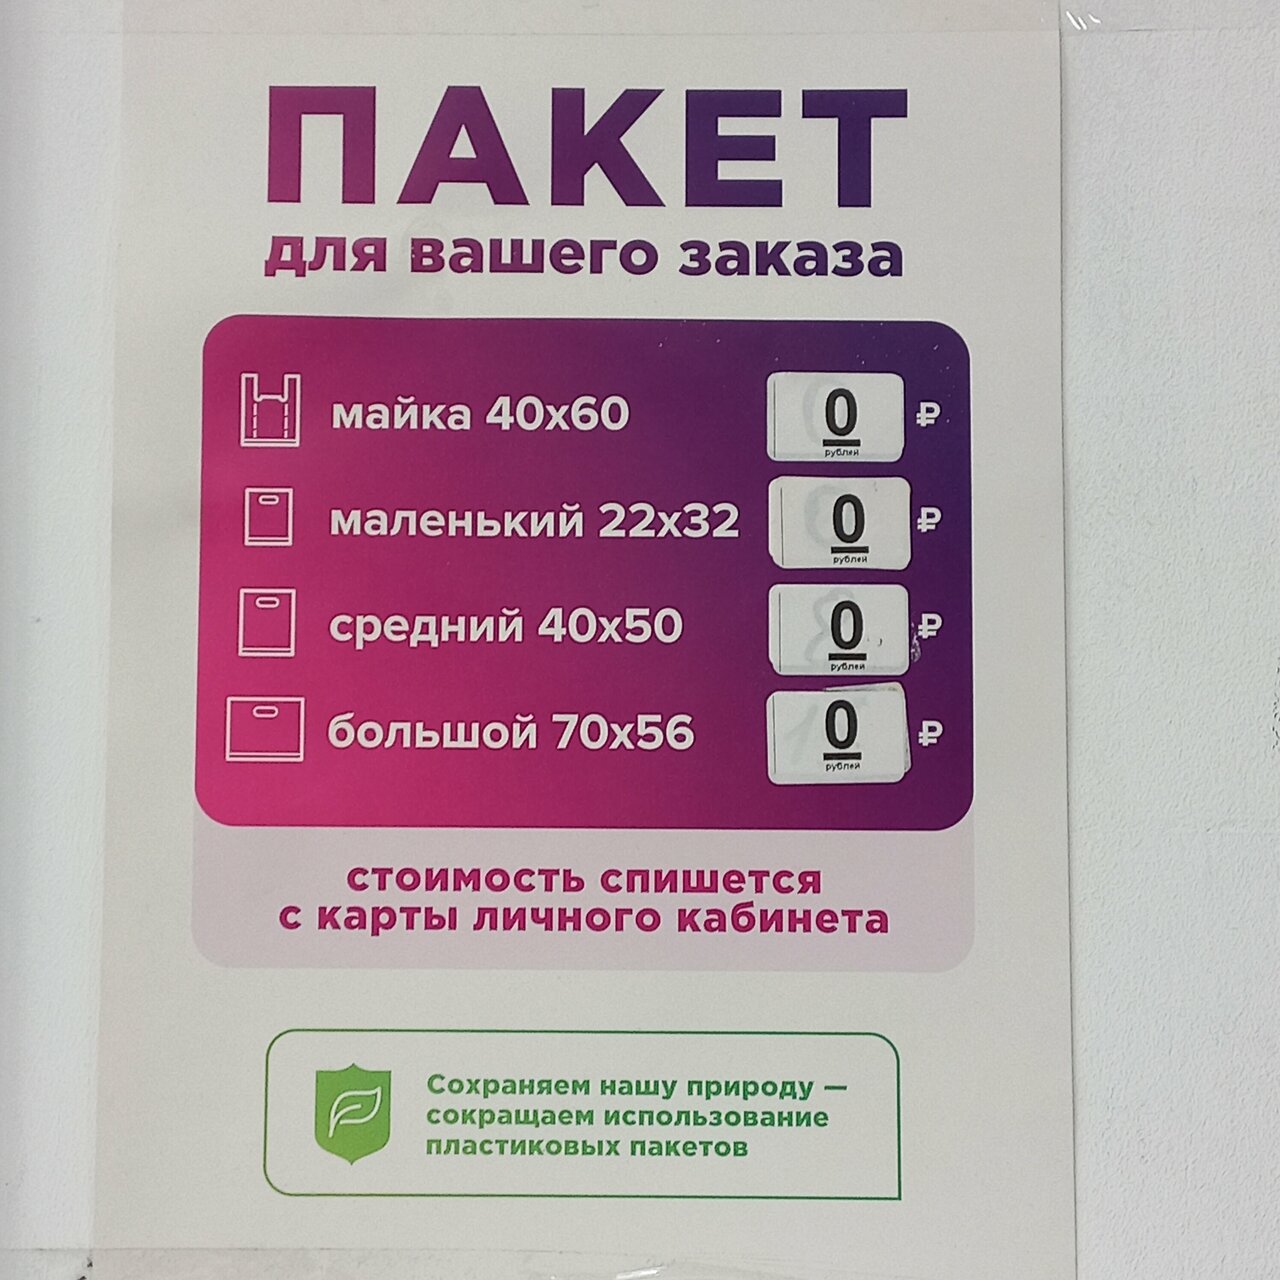 ПАКЕТ
для вашего заказа
майка 40х60 0 ₽
рублей
маленький 22х32 0 ₽
рублей
средний 40х50 0 ₽
рублей
большой 70х56 0 ₽
рублей
стоимость спишется
с карты личного кабинета
Сохраняем нашу природу —
сокращаем использование
пластиковых пакетов